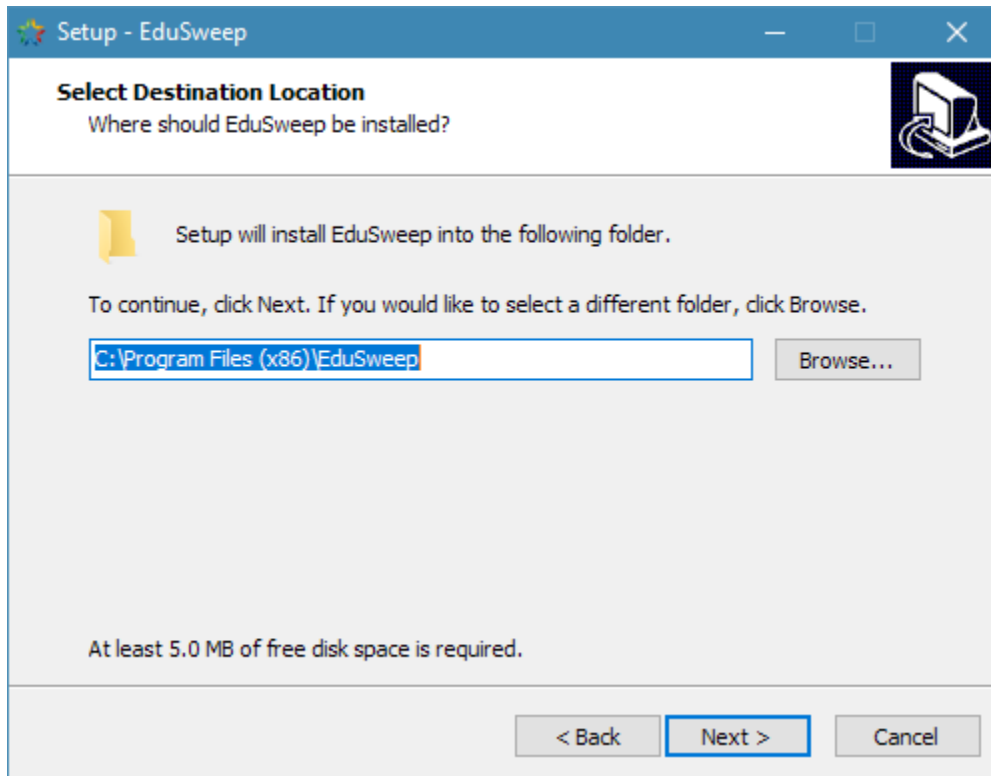 Setup - EduSweep
Select Destination Location
Where should EduSweep be installed?
Setup will install EduSweep into the following folder.
To continue, click Next. If you would like to select a different folder, click Browse.
C:\Program Files (x86)\EduSweep
Browse...
At least 5.0 MB of free disk space is required.
< Back Next > Cancel